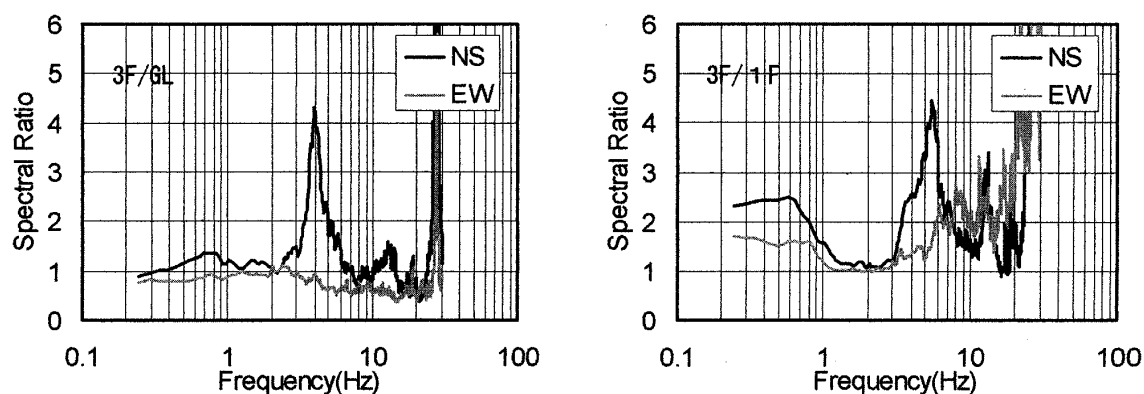 6
5
4
3
2
1
0
Spectral Ratio
3F/GL
NS
EW
0.1 1 10 100
Frequency(Hz)
6
5
4
3
2
1
0
Spectral Ratio
3F/1F
NS
EW
0.1 1 10 100
Frequency(Hz)